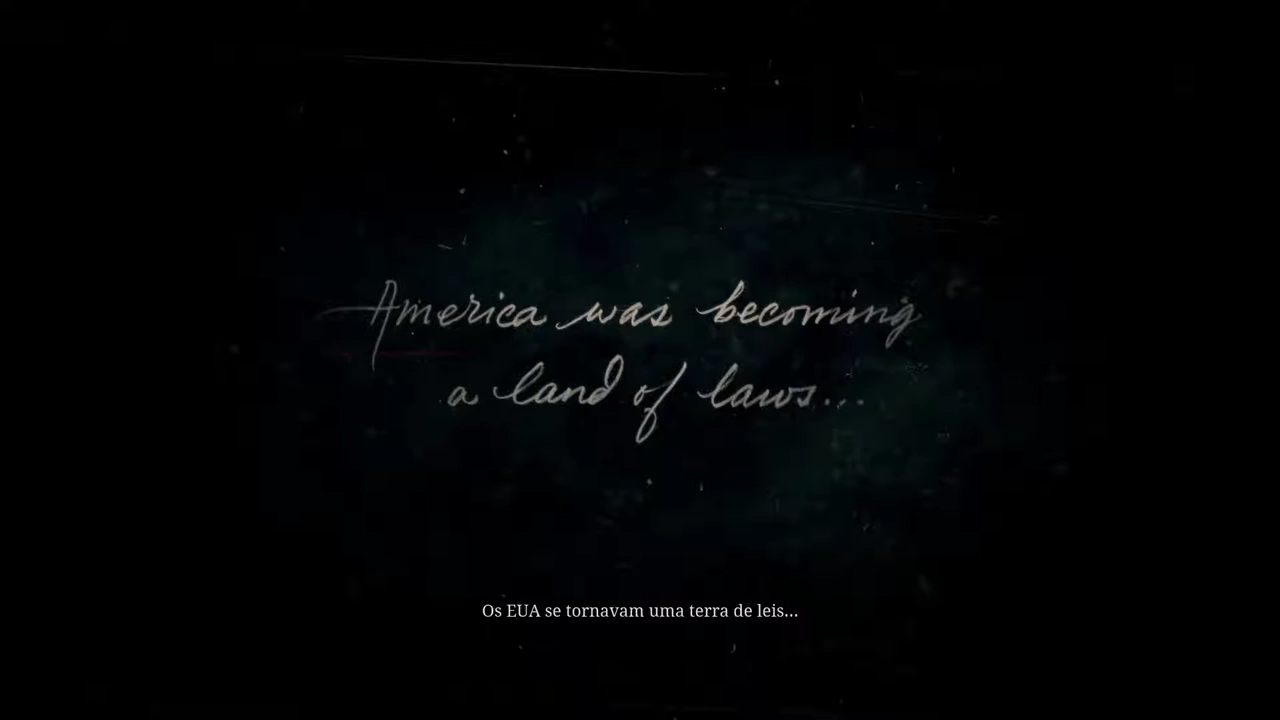 America was becoming
a land of laws...
Os EUA se tornavam uma terra de leis...